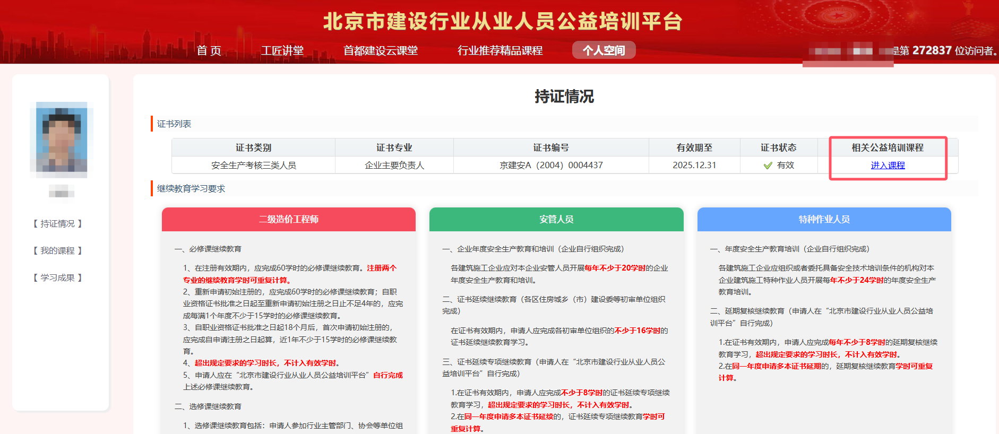 北京市建设行业从业人员公益培训平台
首 页 工匠讲堂 首都建设云课堂 行业推荐精品课程 个人空间
是第 272837 位访问者。
【 持证情况 】
【 我的课程 】
【 学习成果 】
持证情况
证书列表
证书类别 证书专业 证书编号 有效期至 证书状态 相关公益培训课程
安全生产考核三类人员 企业主要负责人 京建安A（2004）0004437 2025.12.31 有效 进入课程
继续教育学习要求
二级造价工程师
一、必修课继续教育
1、在注册有效期内，应完成60学时的必修课继续教育。注册两个
专业的继续教育学时可重复计算。
2、重新申请初始注册的，应完成60学时的必修课继续教育；自职
业资格证书批准之日起至重新申请初始注册之日止不足4年的，应完
成每满1个年度不少于15学时的必修课继续教育。
3、自职业资格证书批准之日起18个月后，首次申请初始注册的，
应完成自申请注册之日起算，近1年不少于15学时的必修课继续教
育。
4、超出规定要求的学习时长，不计入有效学时。
5、申请人应在“北京市建设行业从业人员公益培训平台”自行完成
上述必修课继续教育。
二、选修课继续教育
1、选修课继续教育包括：申请人参加行业主管部门、协会等单位组
安管人员
一、企业年度安全生产教育和培训（企业自行组织完成）
各建筑施工企业应对本企业安管人员开展每年不少于20学时的企业
年度安全生产教育和培训。
二、证书延续继续教育（各区住房城乡（市）建设委等初审单位组织
完成）
在证书有效期内，申请人应完成各初审单位组织的不少于16学时的
证书延续继续教育学习。
三、证书延续专项继续教育（申请人在“北京市建设行业从业人员公
益培训平台”自行完成）
1.在证书有效期内，申请人应完成不少于8学时的证书延续专项继续
教育学习，超出规定要求的学习时长，不计入有效学时。
2.在同一年度申请多本证书延续的，证书延续专项继续教育学时可
重复计算。
特种作业人员
一、年度安全生产教育培训（企业自行组织完成）
各建筑施工企业应组织或者委托具备安全技术培训条件的机构对本
企业建筑施工特种作业人员开展每年不少于24学时的年度安全生产
教育培训。
二、延期复核继续教育（申请人在“北京市建设行业从业人员公益培
训平台”自行完成）
1.在证书有效期内，申请人应完成每年不少于8学时的延期复核继续
教育学习，超出规定要求的学习时长，不计入有效学时。
2.在同一年度申请多本证书延期的，延期复核继续教育学时可重复
计算。